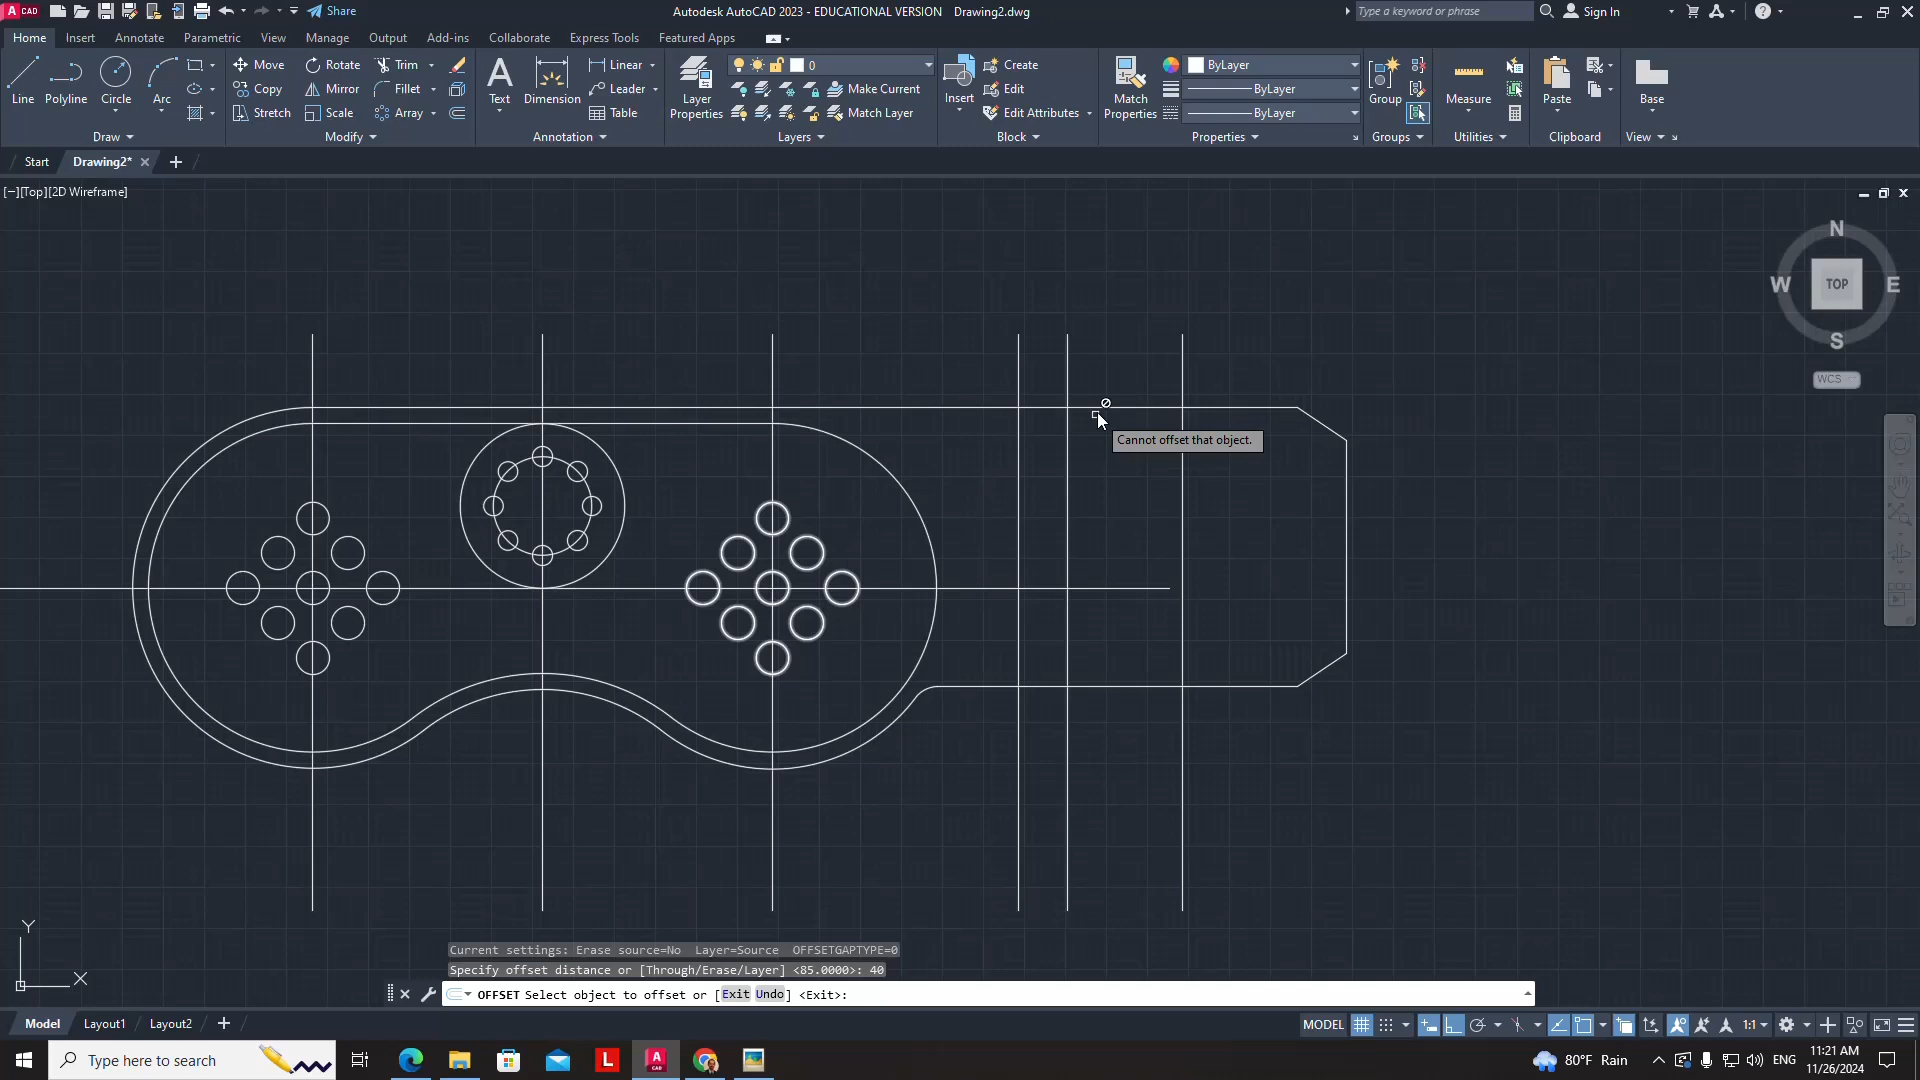 A CAD Share Autodesk AutoCAD 2023 - EDUCATIONAL VERSION Drawing2.dwg Type a keyword or phrase Sign In
Home Insert Annotate Parametric View Manage Output Add-ins Collaborate Express Tools Featured Apps
Line Polyline Circle Arc
Move Rotate Trim
Copy Mirror Fillet
Stretch Scale Array
Text Dimension
Linear
Leader
Table
Layer Properties
0
Make Current
Match Layer
Insert
Create
Edit
Edit Attributes
Match Properties
ByLayer
ByLayer
ByLayer
Group
Measure
Paste
Base
Draw Modify Annotation Layers Block Properties Groups Utilities Clipboard View
Start Drawing2*
[−][Top][2D Wireframe]
N
W TOP E
S
WCS
Cannot offset that object.
Y
X
Current settings: Erase source=No Layer=Source OFFSETGAPTYPE=0
Specify offset distance or [Through/Erase/Layer] <85.0000>: 40
OFFSET Select object to offset or [Exit Undo] <Exit>:
Model Layout1 Layout2 MODEL 1:1
Type here to search L A CAD 80°F Rain ENG 11:21 AM
11/26/2024